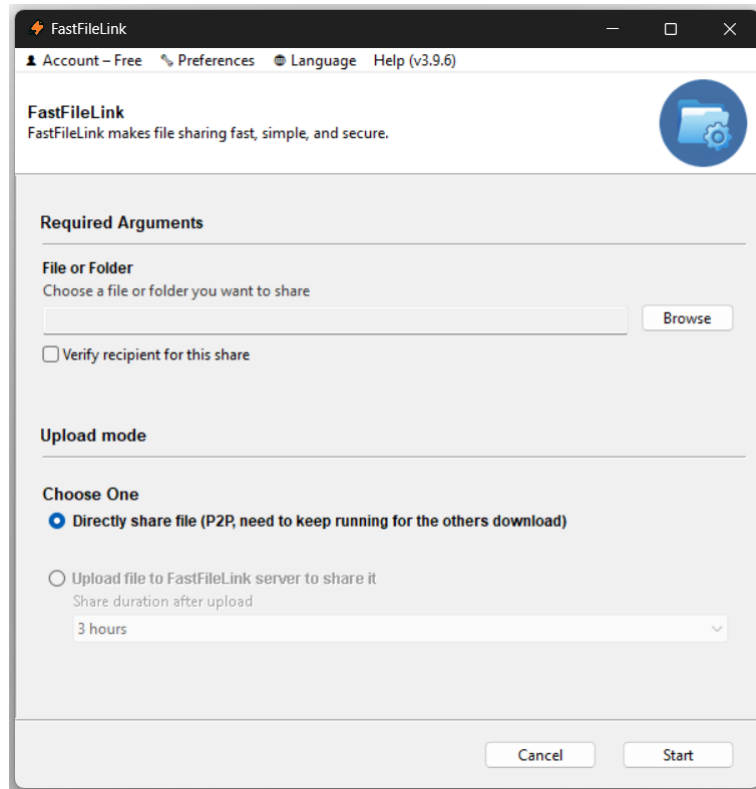 FastFileLink
Account – Free Preferences Language Help (v3.9.6)
FastFileLink
FastFileLink makes file sharing fast, simple, and secure.
Required Arguments
File or Folder
Choose a file or folder you want to share
Browse
Verify recipient for this share
Upload mode
Choose One
Directly share file (P2P, need to keep running for the others download)
Upload file to FastFileLink server to share it
Share duration after upload
3 hours
Cancel Start